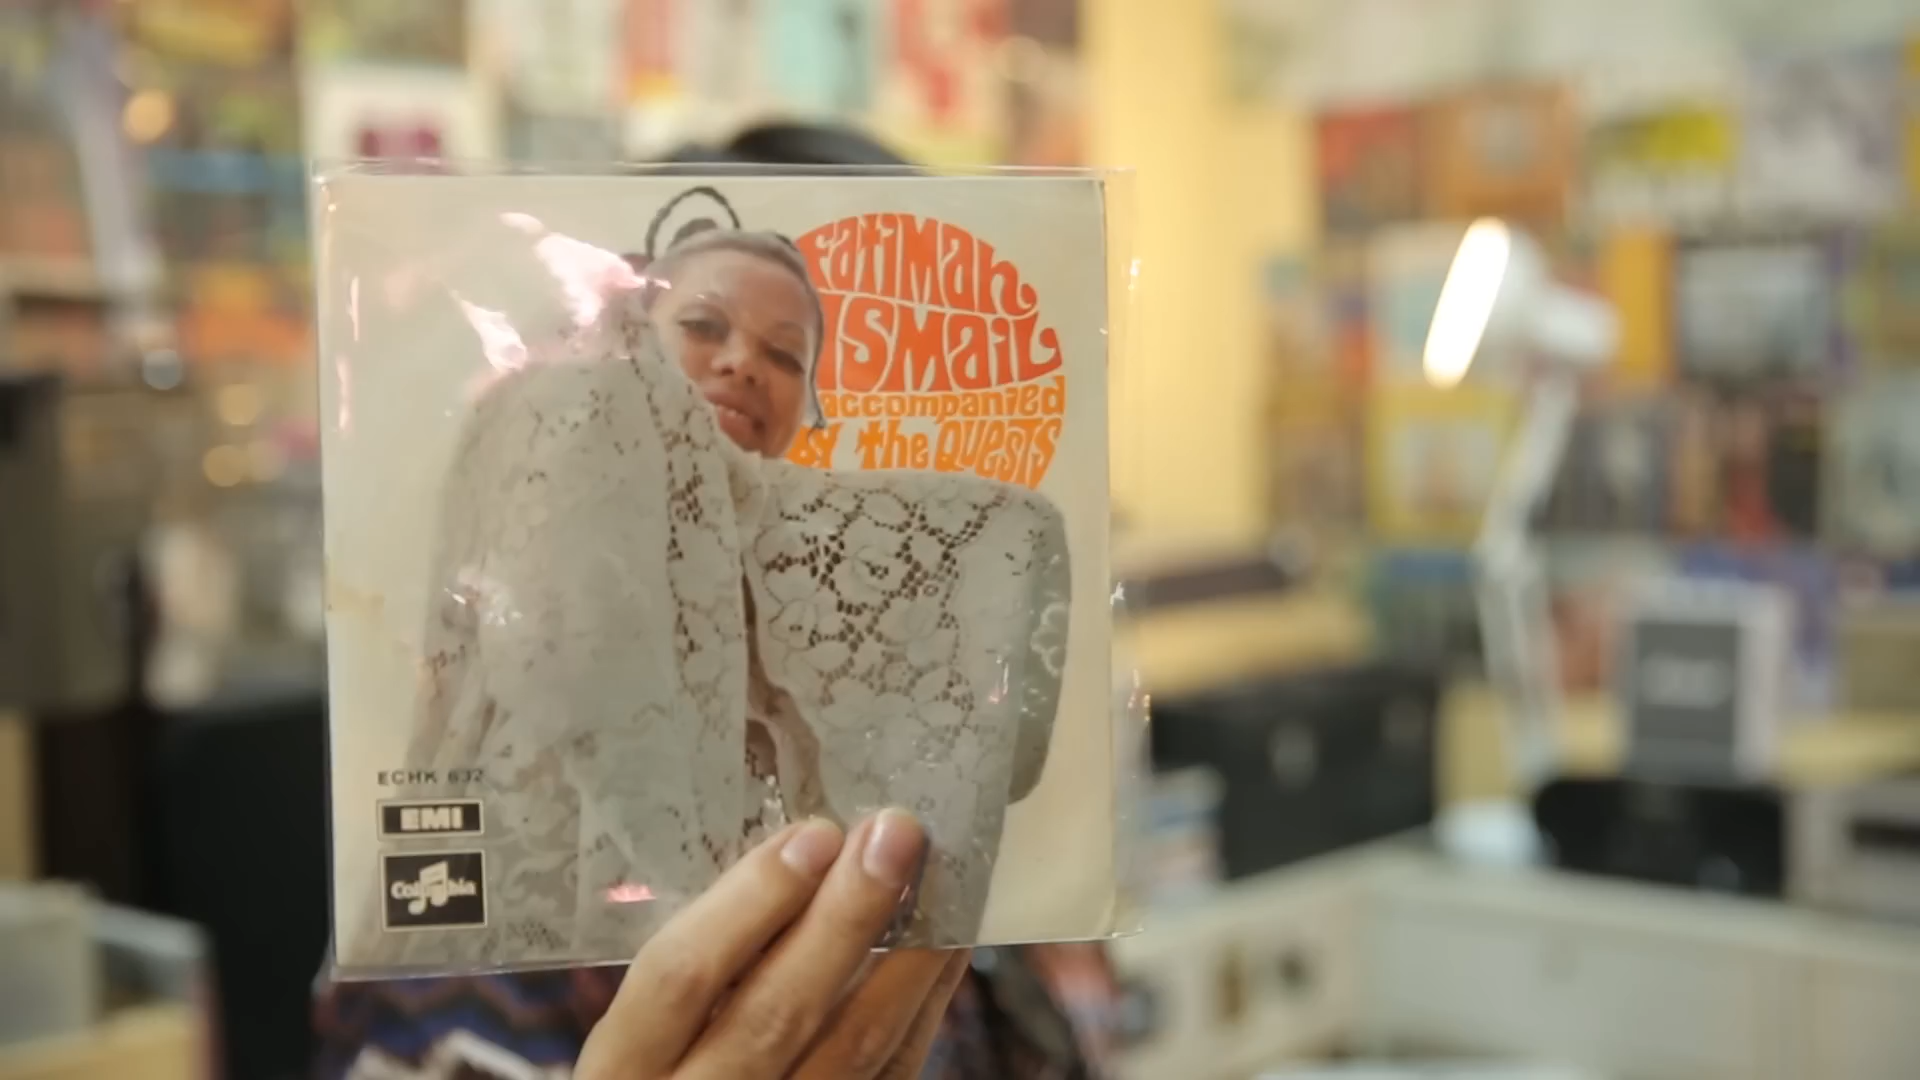 Fatimah
ISMaiL
accompanied
by the Quests
ECHK 632
EMI
Columbia